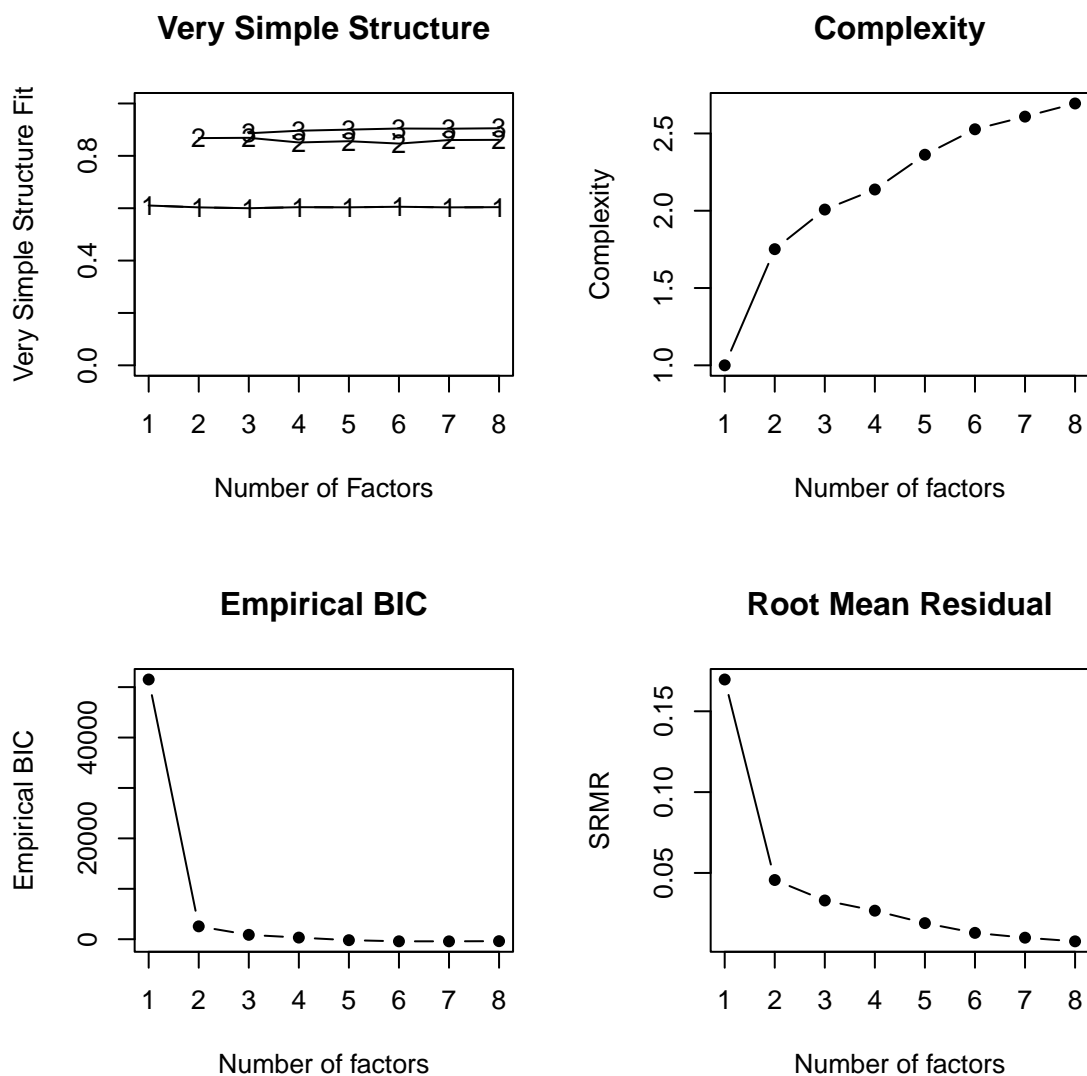 Very Simple Structure
Very Simple Structure Fit
0.0 0.4 0.8
1 1 1 1 1 1 1 1
2 2 2 2 2 2 2
3 3 3 3 3 3
1 2 3 4 5 6 7 8
Number of Factors
Complexity
Complexity
1.0 1.5 2.0 2.5
1 2 3 4 5 6 7 8
Number of factors
Empirical BIC
Empirical BIC
0 20000 40000
1 2 3 4 5 6 7 8
Number of factors
Root Mean Residual
SRMR
0.05 0.10 0.15
1 2 3 4 5 6 7 8
Number of factors